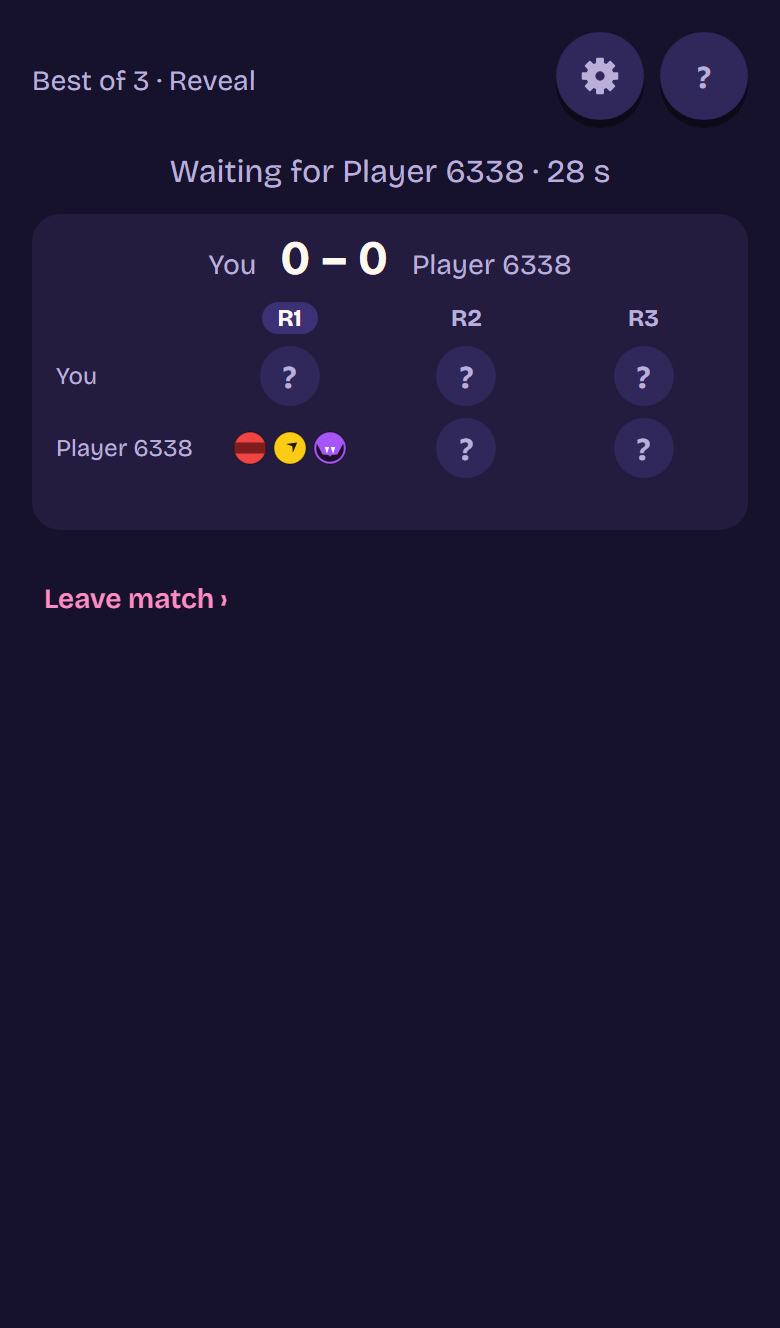 Best of 3 · Reveal
?
Waiting for Player 6338 · 28 s
You 0 – 0 Player 6338
R1 R2 R3
You ? ? ?
Player 6338 ? ?
Leave match ›